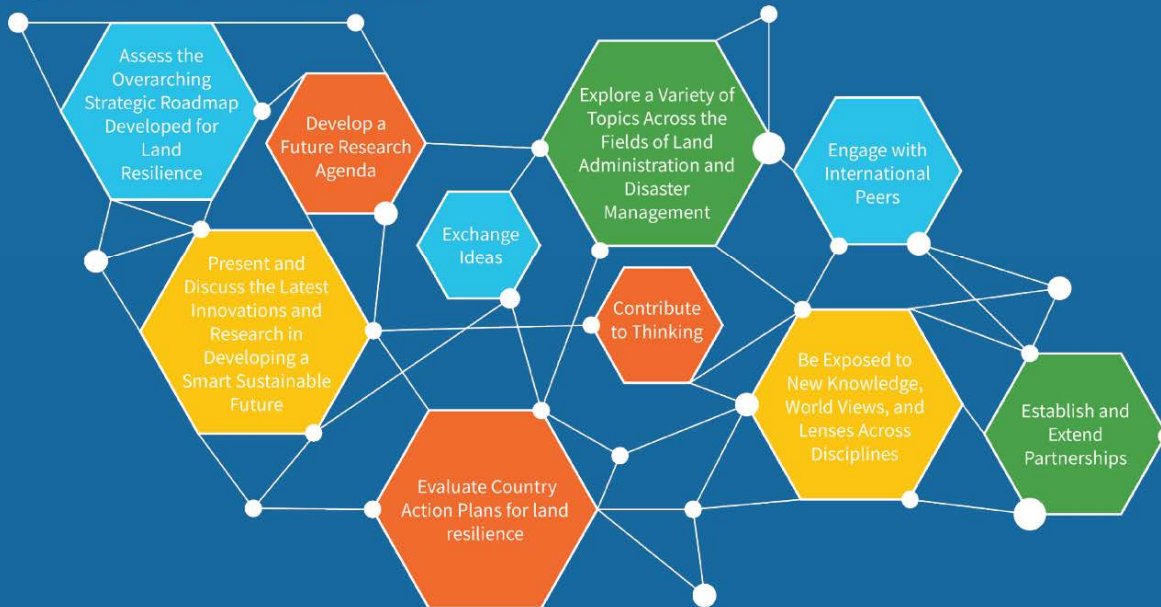 Assess the
Overarching
Strategic Roadmap
Developed for
Land
Resilience
Develop a
Future Research
Agenda
Explore a Variety of
Topics Across the
Fields of Land
Administration and
Disaster
Management
Engage with
International
Peers
Exchange
Ideas
Present and
Discuss the Latest
Innovations and
Research in
Developing a
Smart Sustainable
Future
Contribute
to Thinking
Be Exposed to
New Knowledge,
World Views, and
Lenses Across
Disciplines
Establish and
Extend
Partnerships
Evaluate Country
Action Plans for land
resilience